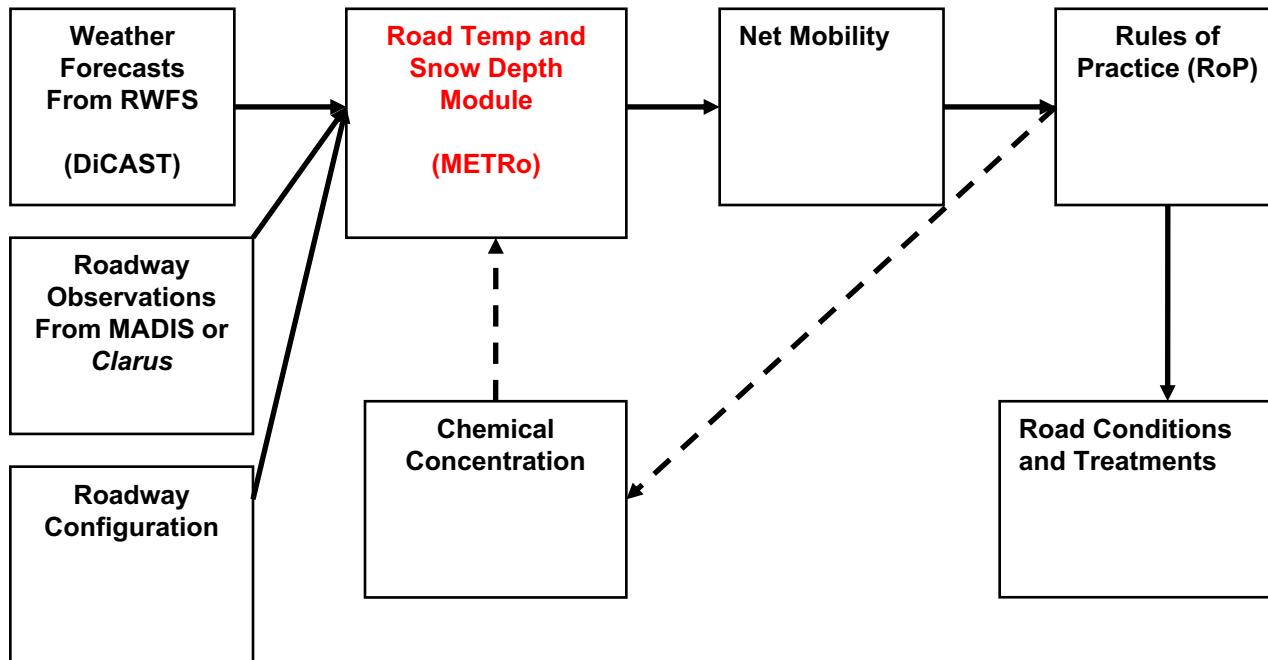 Weather
Forecasts
From RWFS
(DiCAST)
Road Temp and
Snow Depth
Module
(METRo)
Net Mobility
Rules of
Practice (RoP)
Roadway
Observations
From MADIS or
Clarus
Chemical
Concentration
Road Conditions
and Treatments
Roadway
Configuration